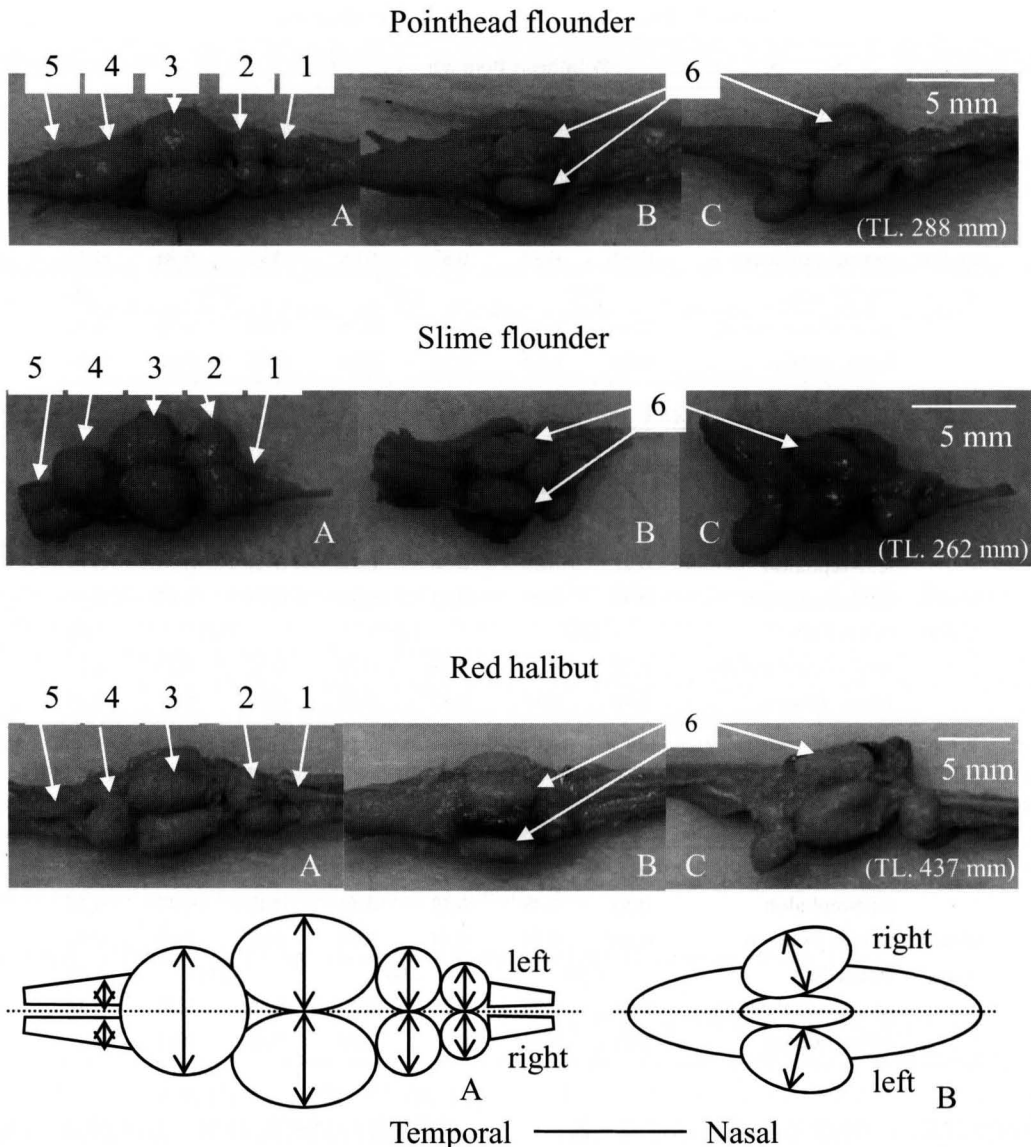 Pointhead flounder
5 4 3 2 1 6 5 mm
A B C (TL. 288 mm)
Slime flounder
5 4 3 2 1 6 5 mm
A B C (TL. 262 mm)
Red halibut
5 4 3 2 1 6 5 mm
A B C (TL. 437 mm)
left right
right left
A B
Temporal Nasal